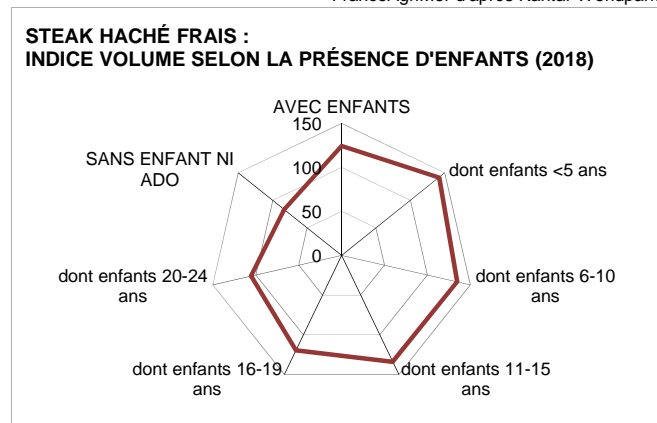 STEAK HACHÉ FRAIS :
INDICE VOLUME SELON LA PRÉSENCE D'ENFANTS (2018)
AVEC ENFANTS
150
100
50
0
dont enfants <5 ans
dont enfants 6-10
ans
dont enfants 11-15
ans
dont enfants 16-19
ans
dont enfants 20-24
ans
SANS ENFANT NI
ADO